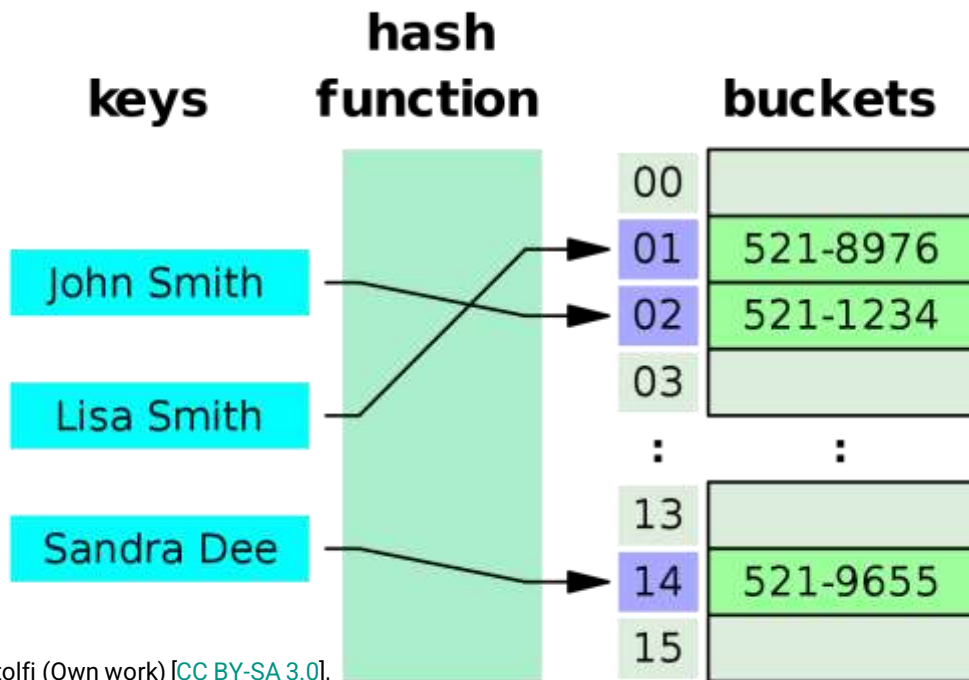 hash
keys function buckets
00
01 521-8976
John Smith
02 521-1234
03
Lisa Smith
: :
13
Sandra Dee
14 521-9655
15
(Own work) [CC BY-SA 3.0].